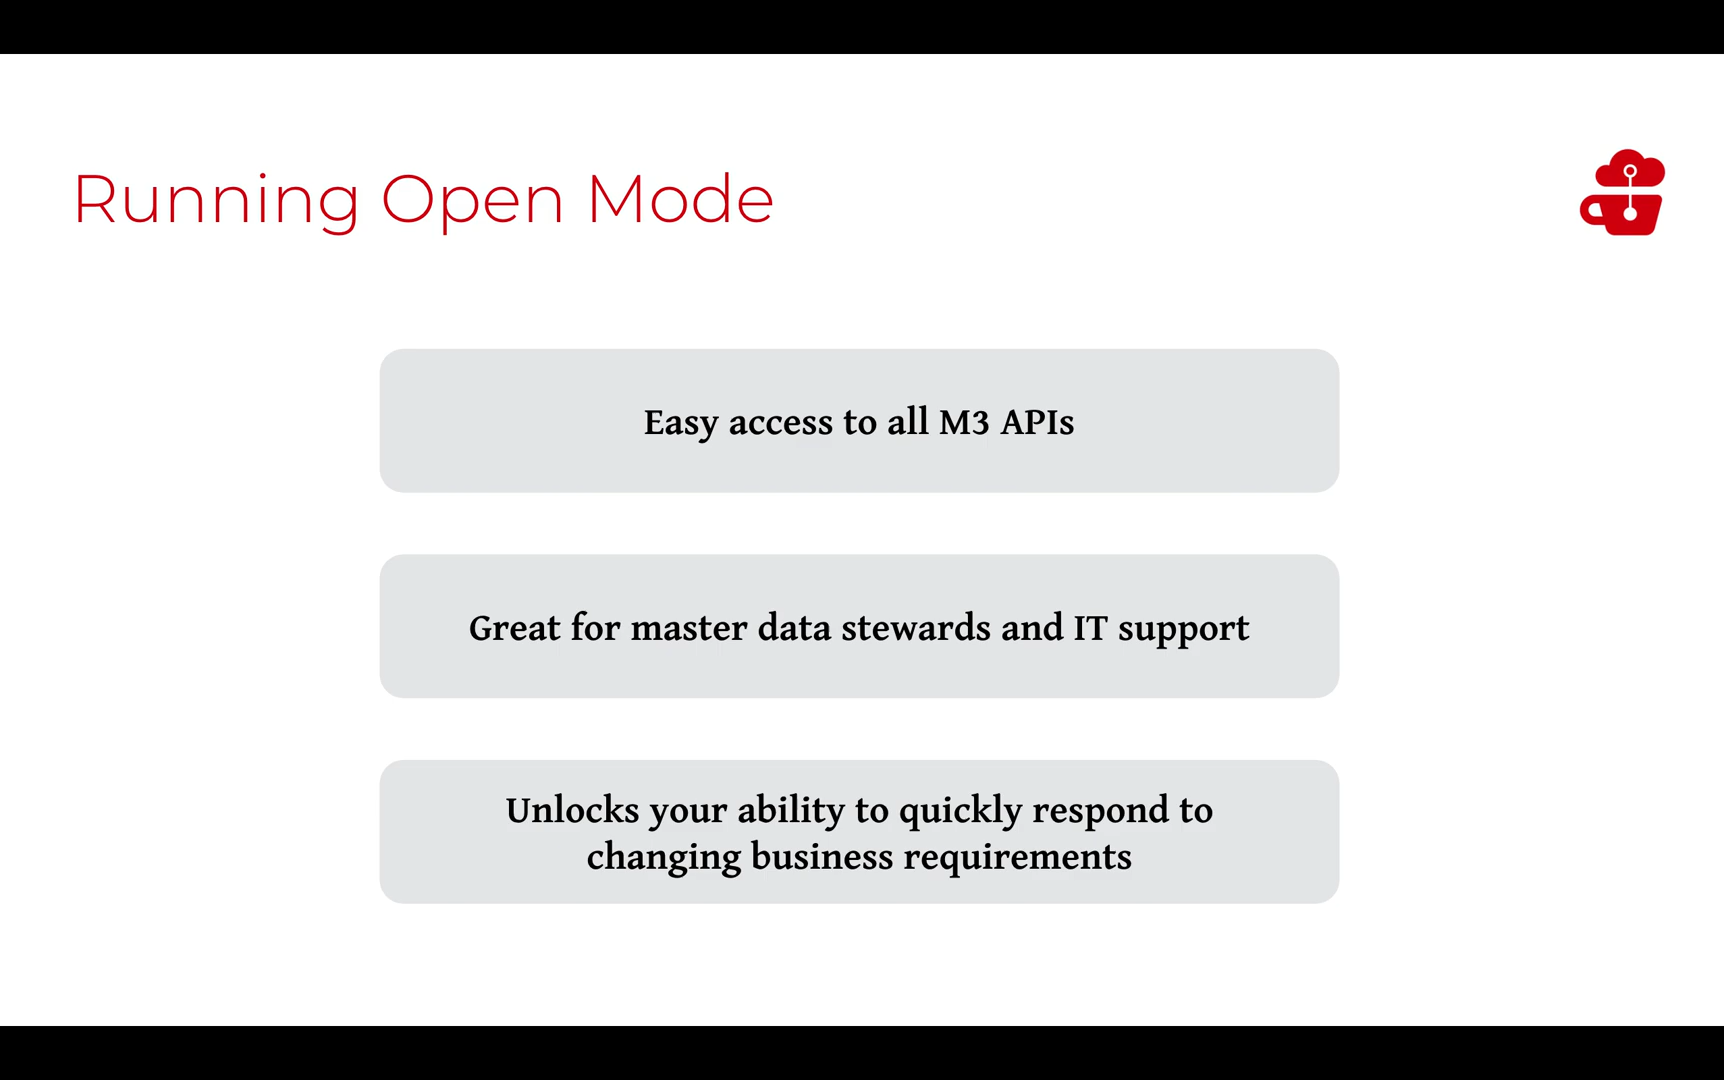 Running Open Mode
Easy access to all M3 APIs
Great for master data stewards and IT support
Unlocks your ability to quickly respond to
changing business requirements